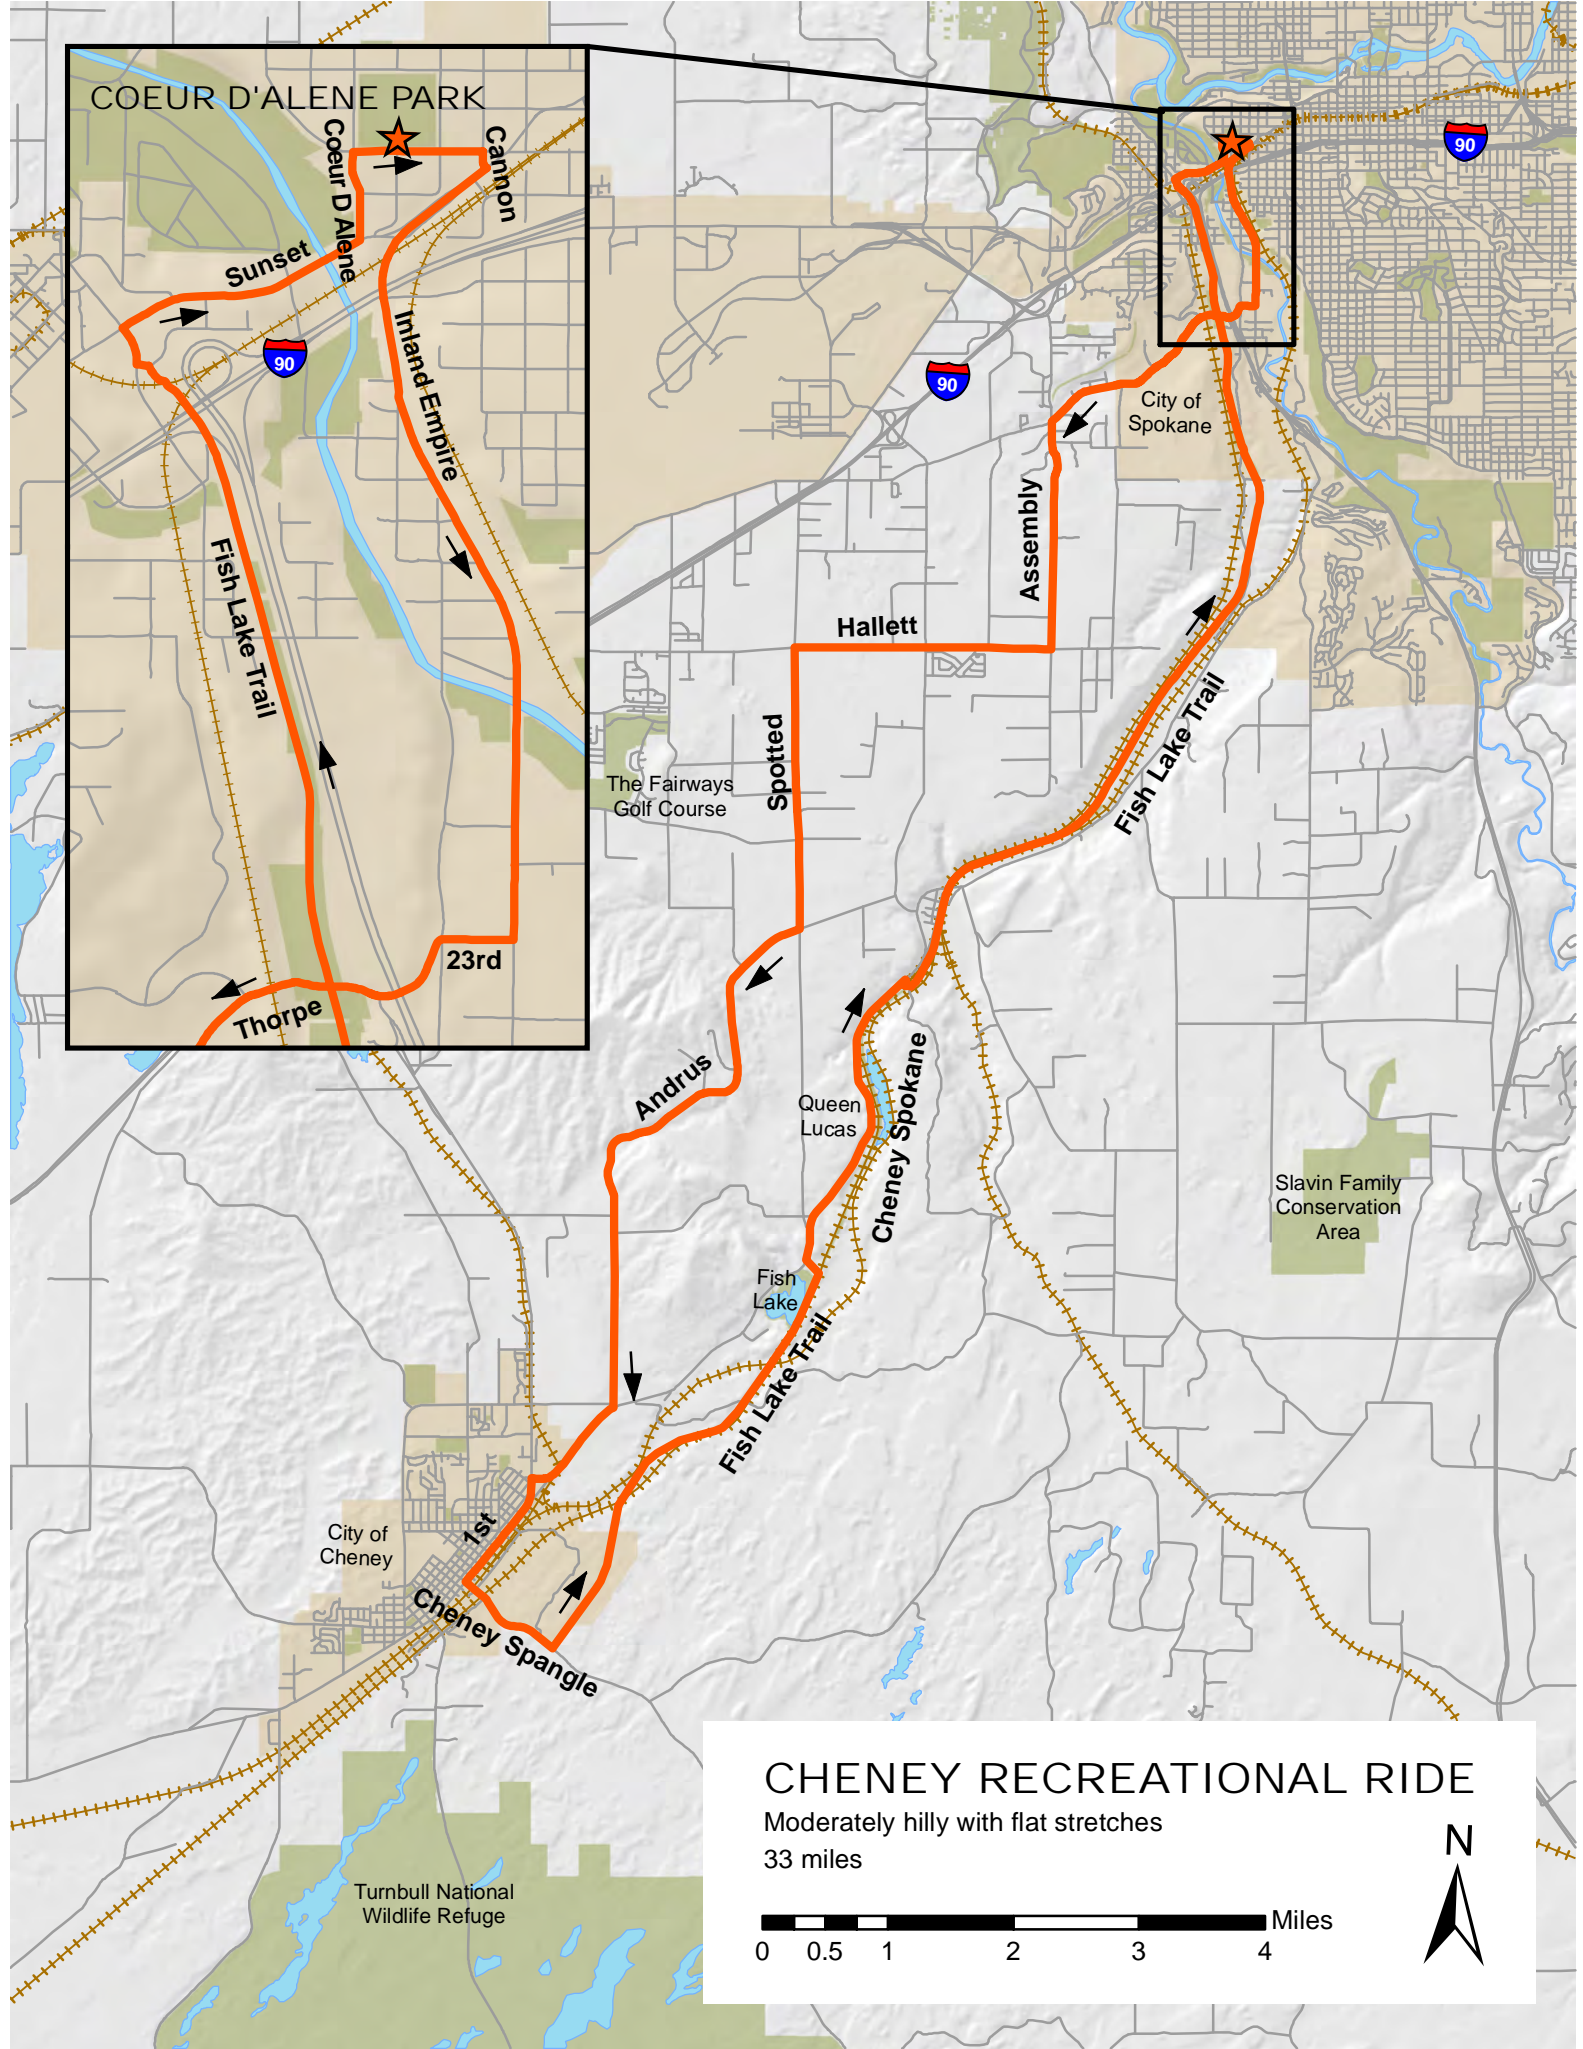 COEUR D'ALENE PARK
Coeur D Alene
Cannon
Sunset
90
Inland Empire
Fish Lake Trail
23rd
Thorpe
90
90
City of
Spokane
Assembly
Hallett
Spotted
The Fairways
Golf Course
Fish Lake Trail
Andrus
Queen
Lucas
Cheney Spokane
Slavin Family
Conservation
Area
Fish
Lake
Fish Lake Trail
1st
City of
Cheney
Cheney Spangle
Turnbull National
Wildlife Refuge
CHENEY RECREATIONAL RIDE
Moderately hilly with flat stretches
33 miles
N
Miles
0 0.5 1 2 3 4